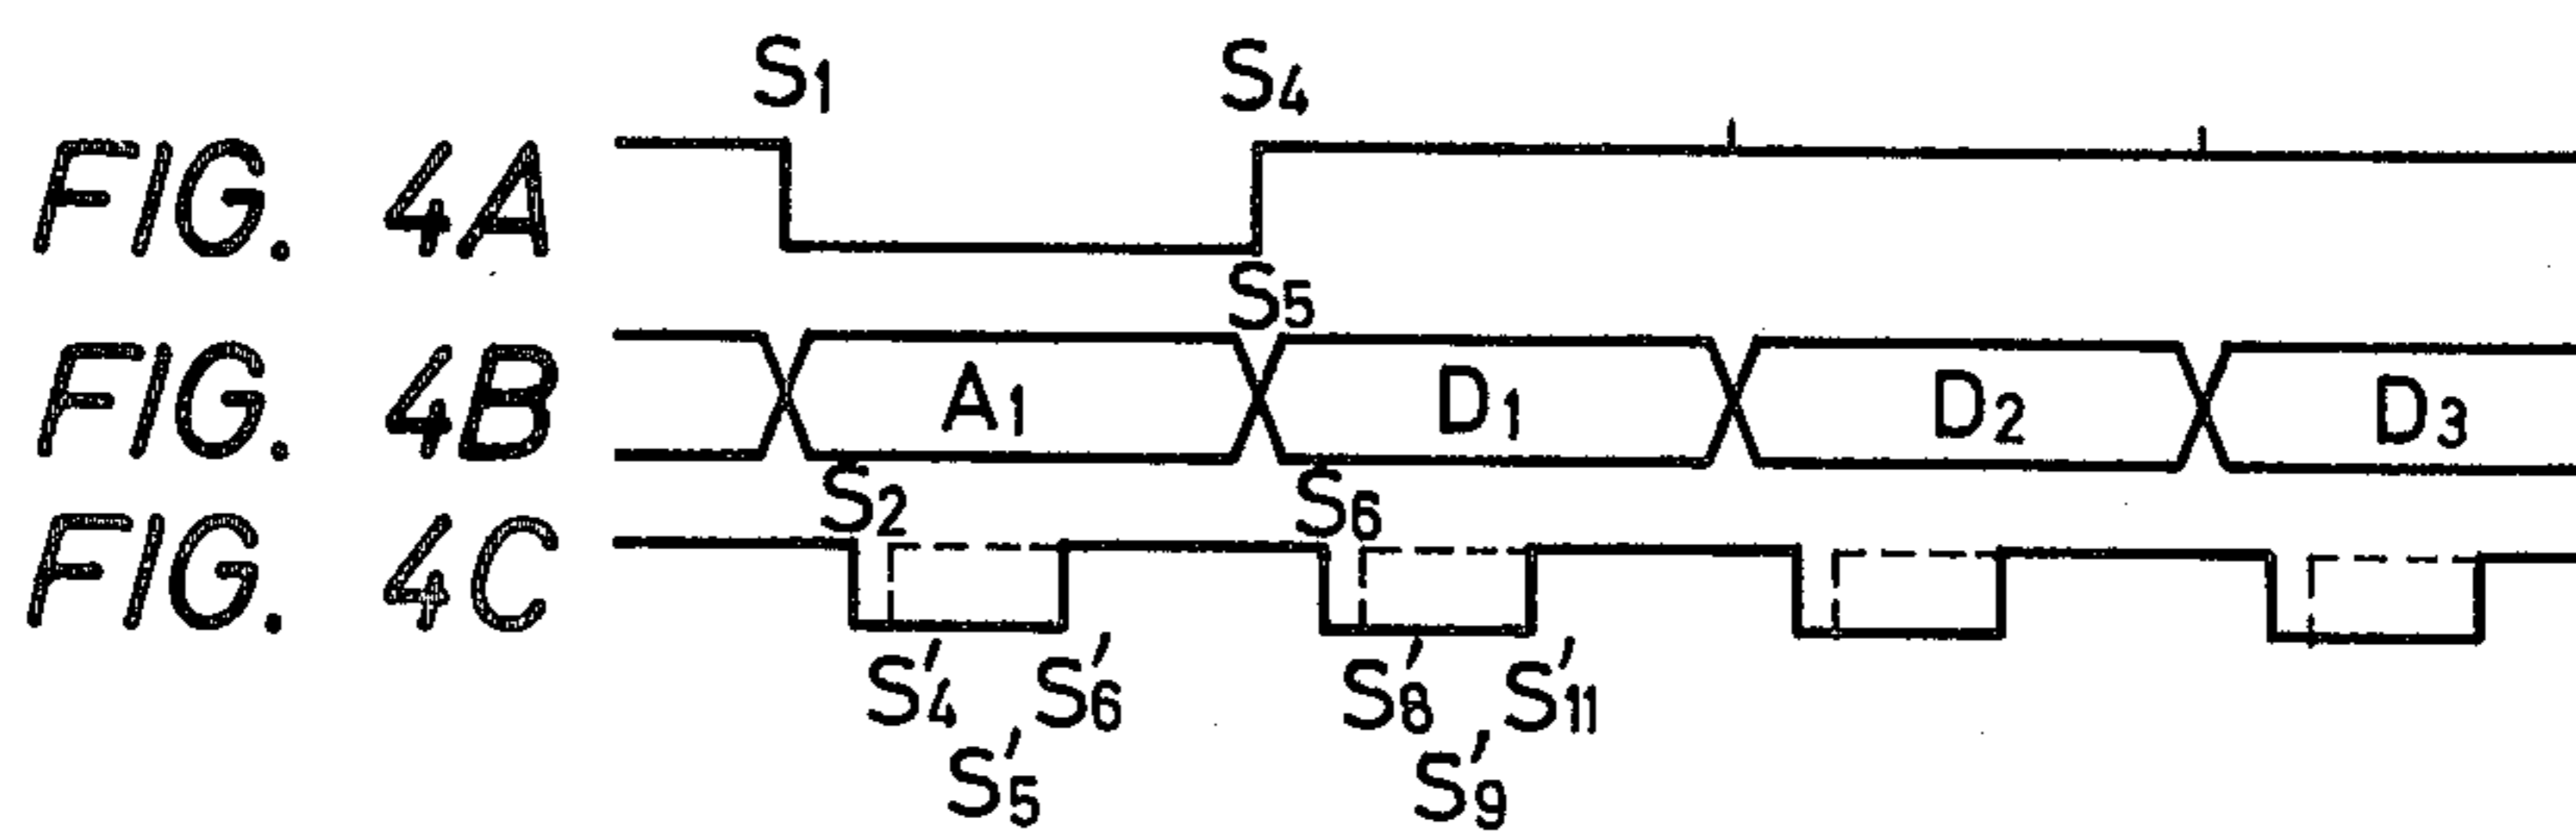 S1 S4
FIG. 4A
S5
FIG. 4B A1 D1 D2 D3
S2 S6
FIG. 4C
S'4 S'6 S'8 S'11
S'5 S'9